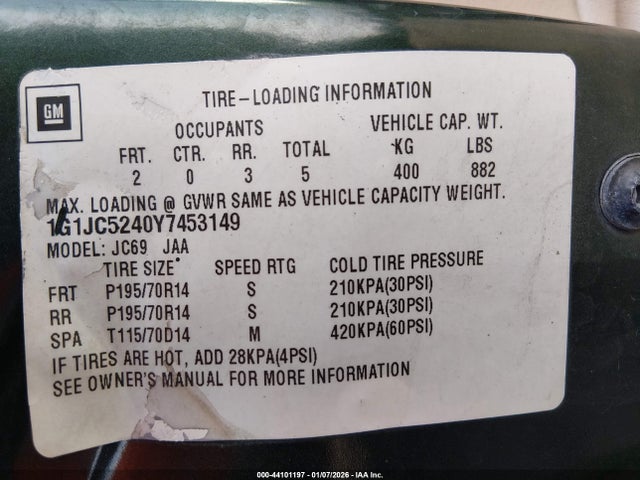 GM
TIRE-LOADING INFORMATION
OCCUPANTS VEHICLE CAP. WT.
FRT. CTR. RR. TOTAL KG LBS
2 0 3 5 400 882
MAX. LOADING @ GVWR SAME AS VEHICLE CAPACITY WEIGHT.
1G1JC5240Y7453149
MODEL: JC69 JAA
TIRE SIZE SPEED RTG COLD TIRE PRESSURE
FRT P195/70R14 S 210KPA(30PSI)
RR P195/70R14 S 210KPA(30PSI)
SPA T115/70D14 M 420KPA(60PSI)
IF TIRES ARE HOT, ADD 28KPA(4PSI)
SEE OWNER'S MANUAL FOR MORE INFORMATION
000-44101197 - 01/07/2026 - IAA Inc.